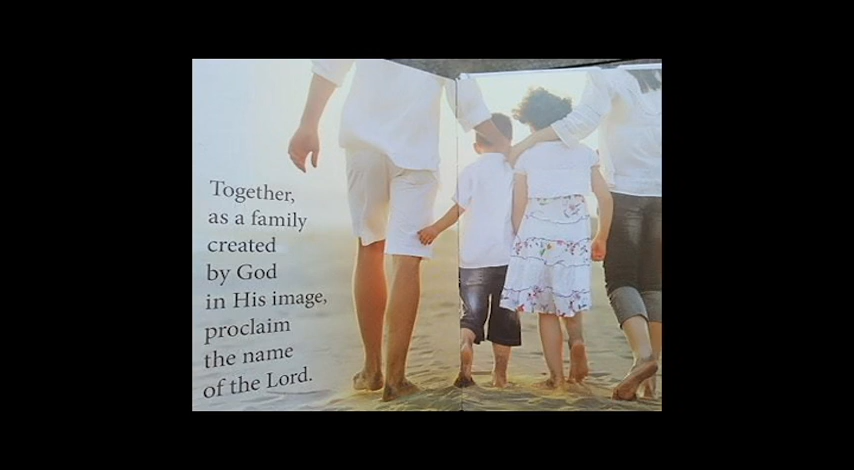 Together,
as a family
created
by God
in His image,
proclaim
the name
of the Lord.